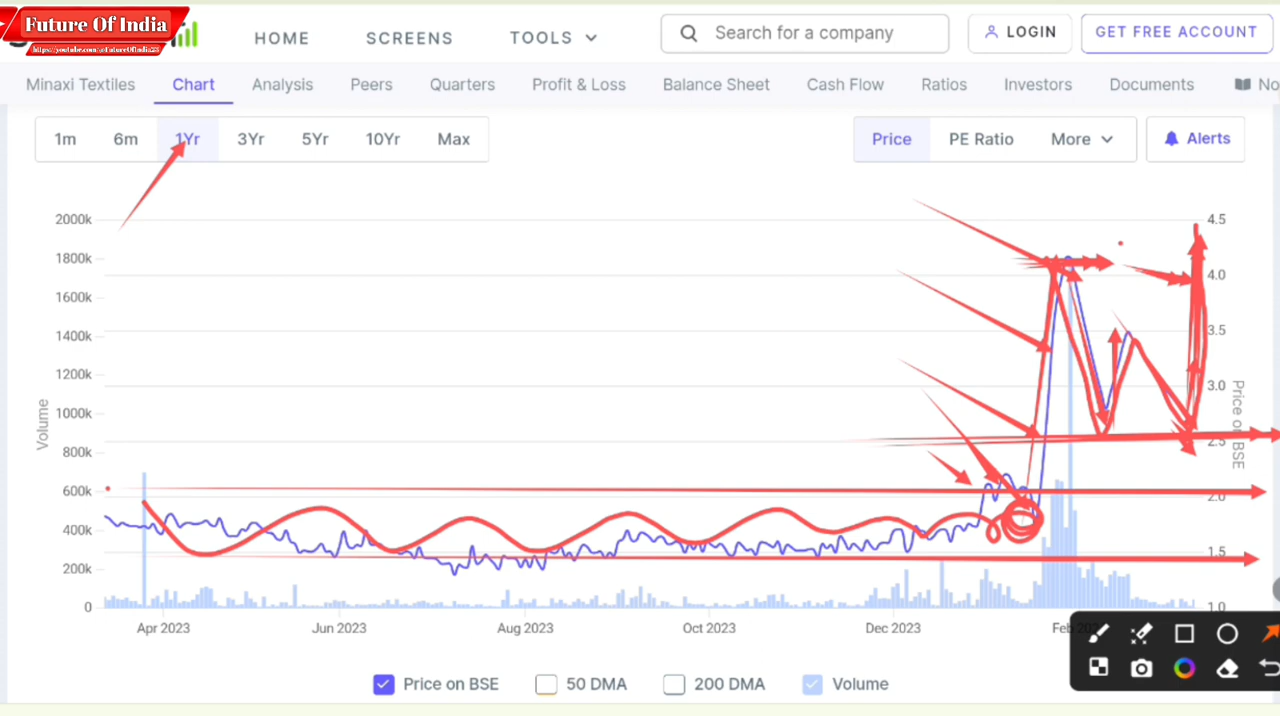 Future Of India
HOME SCREENS TOOLS
Search for a company
LOGIN
GET FREE ACCOUNT
Minaxi Textiles Chart Analysis Peers Quarters Profit & Loss Balance Sheet Cash Flow Ratios Investors Documents No
1m 6m 1Yr 3Yr 5Yr 10Yr Max
Price PE Ratio More
Alerts
2000k
1800k
1600k
1400k
1200k
1000k
800k
600k
400k
200k
0
Volume
4.5
4.0
3.5
3.0
2.5
2.0
1.5
1.0
Price on BSE
Apr 2023 Jun 2023 Aug 2023 Oct 2023 Dec 2023 Feb
Price on BSE 50 DMA 200 DMA Volume